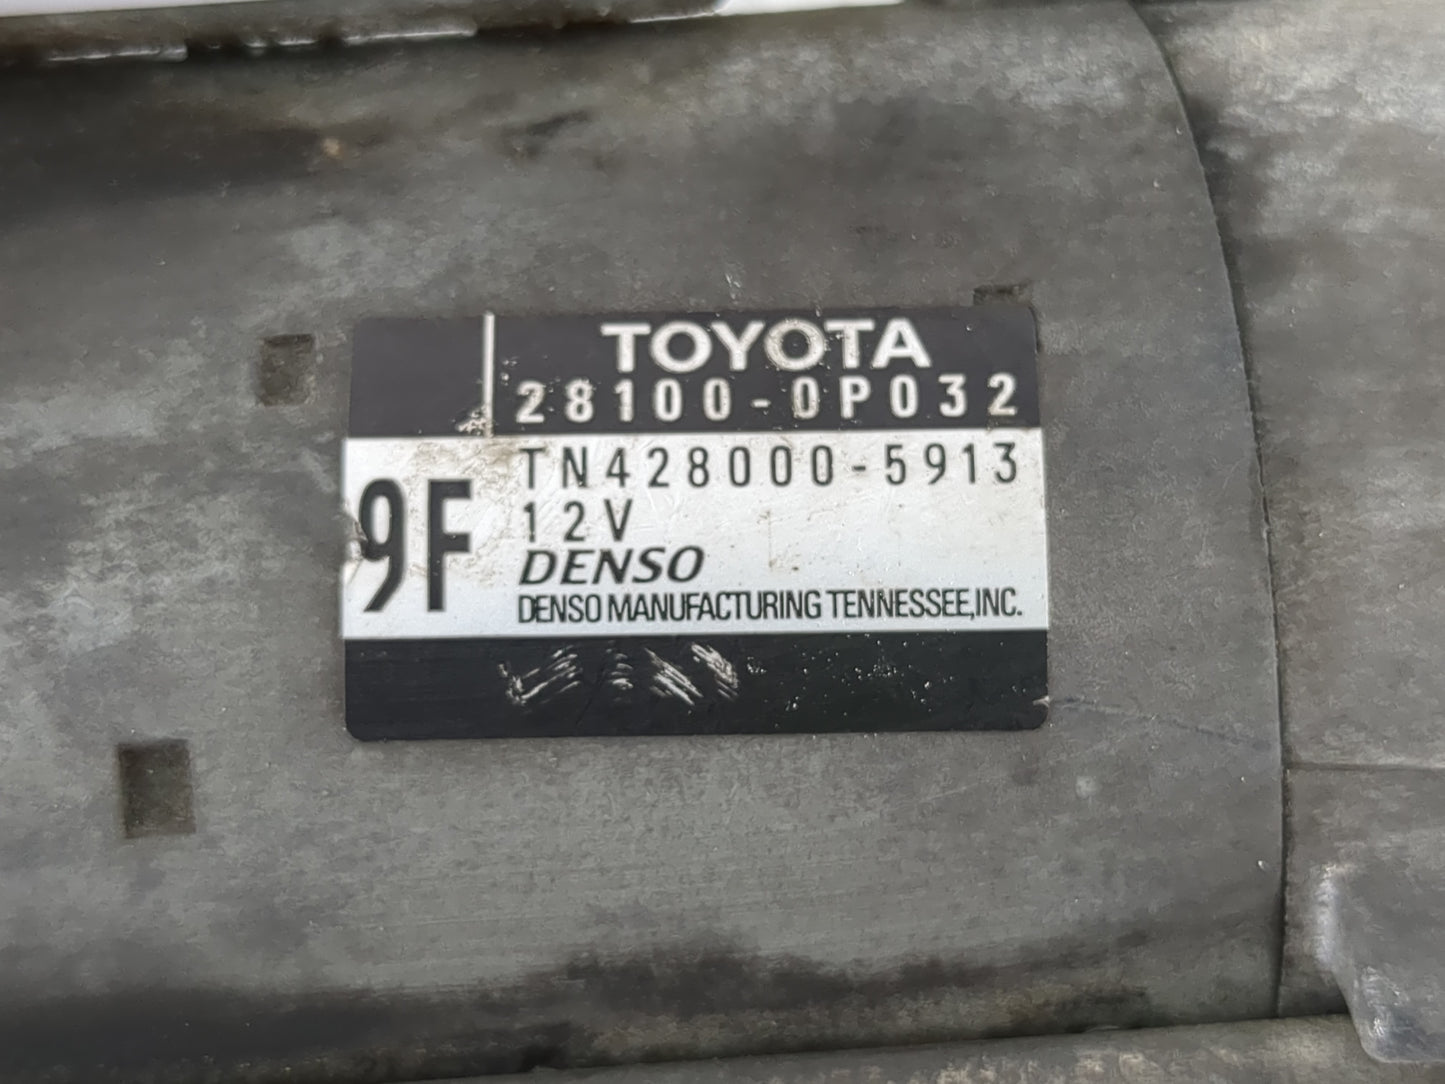 TOYOTA
28100-0P032
9F
TN428000-5913
12V
DENSO
DENSO MANUFACTURING TENNESSEE,INC.